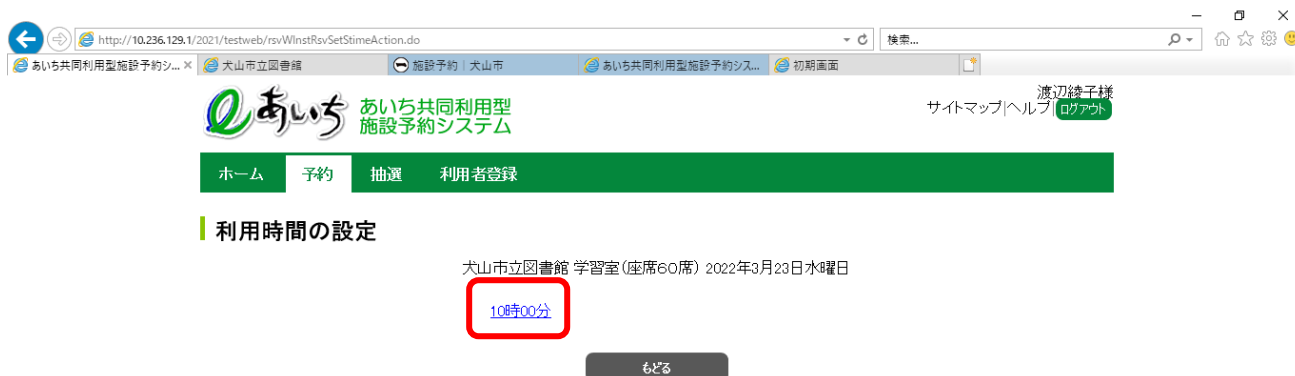 http://10.236.129.1/2021/testweb/rsvWInstRsvSetStimeAction.do
検索...
あいち共同利用型施設予約シ... ×
犬山市立図書館
施設予約 | 犬山市
あいち共同利用型施設予約シス...
初期画面
渡辺綾子様
サイトマップ|ヘルプ|ログアウト
あいち
あいち共同利用型
施設予約システム
ホーム 予約 抽選 利用者登録
利用時間の設定
犬山市立図書館 学習室(座席60席) 2022年3月23日水曜日
10時00分
もどる